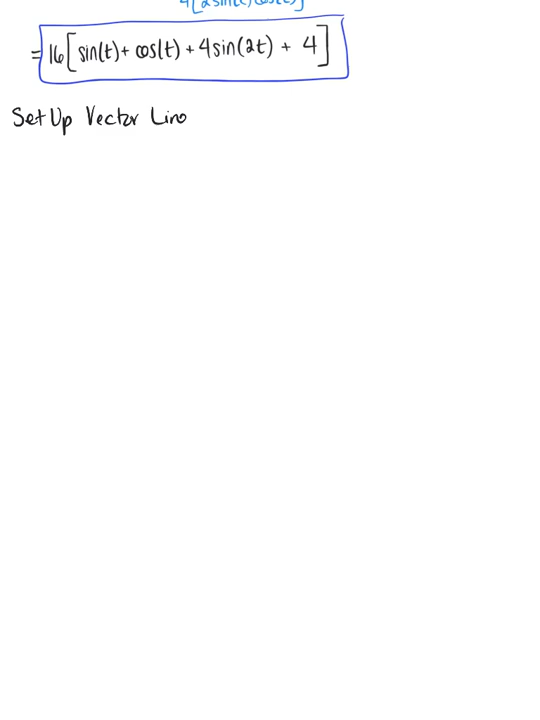 = 16[sin(t)+ cos(t) + 4sin(2t) + 4]
Set Up Vector Line